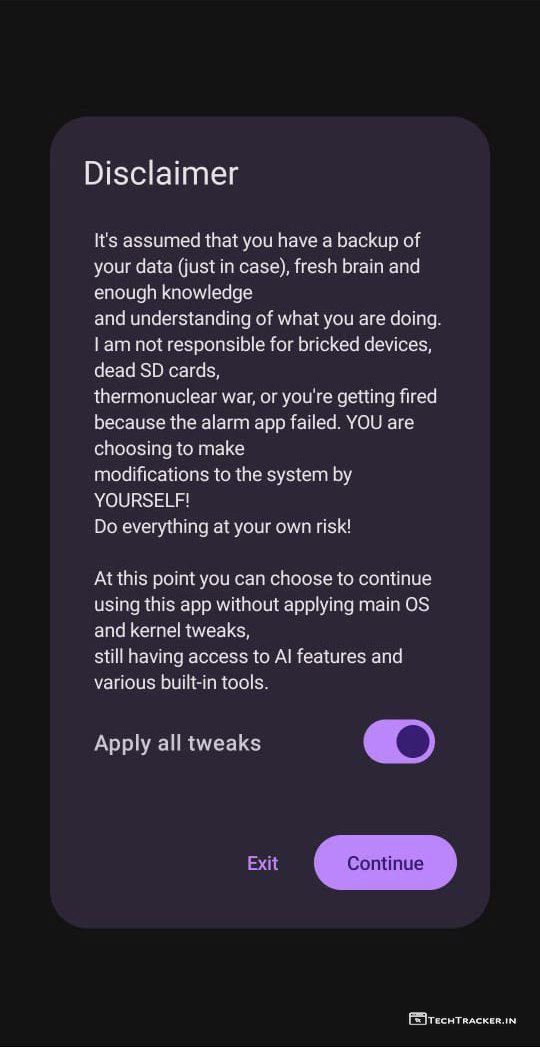 Disclaimer
It's assumed that you have a backup of
your data (just in case), fresh brain and
enough knowledge
and understanding of what you are doing.
I am not responsible for bricked devices,
dead SD cards,
thermonuclear war, or you're getting fired
because the alarm app failed. YOU are
choosing to make
modifications to the system by
YOURSELF!
Do everything at your own risk!
At this point you can choose to continue
using this app without applying main OS
and kernel tweaks,
still having access to AI features and
various built-in tools.
Apply all tweaks
Exit Continue
TechTracker.in